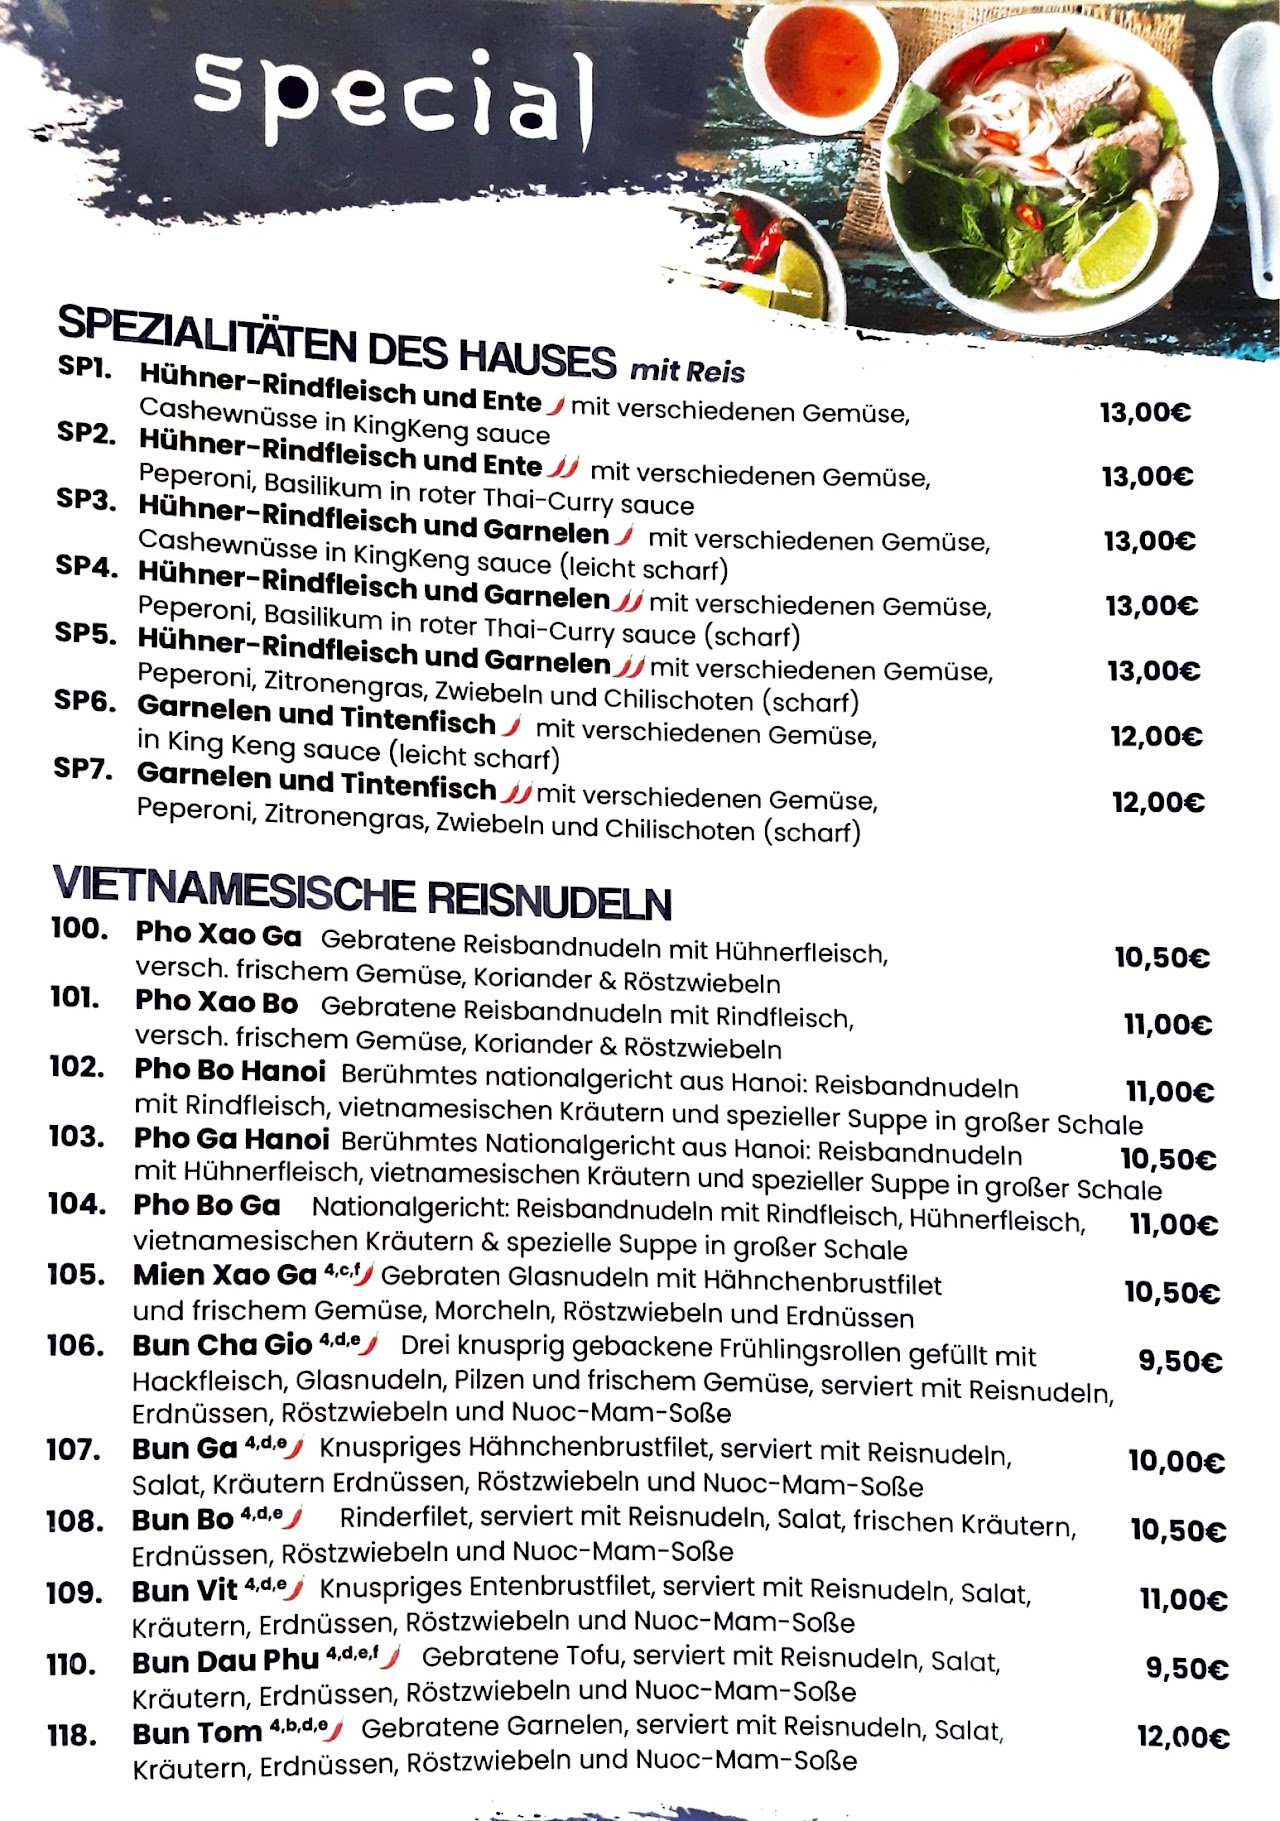 special
SPEZIALITÄTEN DES HAUSES mit Reis
SP1. Hühner-Rindfleisch und Ente mit verschiedenen Gemüse, 13,00€
Cashewnüsse in KingKeng sauce
SP2. Hühner-Rindfleisch und Ente mit verschiedenen Gemüse, 13,00€
Peperoni, Basilikum in roter Thai-Curry sauce
SP3. Hühner-Rindfleisch und Garnelen mit verschiedenen Gemüse, 13,00€
Cashewnüsse in KingKeng sauce (leicht scharf)
SP4. Hühner-Rindfleisch und Garnelen mit verschiedenen Gemüse, 13,00€
Peperoni, Basilikum in roter Thai-Curry sauce (scharf)
SP5. Hühner-Rindfleisch und Garnelen mit verschiedenen Gemüse, 13,00€
Peperoni, Zitronengras, Zwiebeln und Chilischoten (scharf)
SP6. Garnelen und Tintenfisch mit verschiedenen Gemüse, 12,00€
in King Keng sauce (leicht scharf)
SP7. Garnelen und Tintenfisch mit verschiedenen Gemüse, 12,00€
Peperoni, Zitronengras, Zwiebeln und Chilischoten (scharf)
VIETNAMESISCHE REISNUDELN
100. Pho Xao Ga Gebratene Reisbandnudeln mit Hühnerfleisch, 10,50€
versch. frischem Gemüse, Koriander & Röstzwiebeln
101. Pho Xao Bo Gebratene Reisbandnudeln mit Rindfleisch, 11,00€
versch. frischem Gemüse, Koriander & Röstzwiebeln
102. Pho Bo Hanoi Berühmtes nationalgericht aus Hanoi: Reisbandnudeln 11,00€
mit Rindfleisch, vietnamesischen Kräutern und spezieller Suppe in großer Schale
103. Pho Ga Hanoi Berühmtes Nationalgericht aus Hanoi: Reisbandnudeln 10,50€
mit Hühnerfleisch, vietnamesischen Kräutern und spezieller Suppe in großer Schale
104. Pho Bo Ga Nationalgericht: Reisbandnudeln mit Rindfleisch, Hühnerfleisch, 11,00€
vietnamesischen Kräutern & spezielle Suppe in großer Schale
105. Mien Xao Ga 4,c,f Gebraten Glasnudeln mit Hähnchenbrustfilet 10,50€
und frischem Gemüse, Morcheln, Röstzwiebeln und Erdnüssen
106. Bun Cha Gio 4,d,e Drei knusprig gebackene Frühlingsrollen gefüllt mit 9,50€
Hackfleisch, Glasnudeln, Pilzen und frischem Gemüse, serviert mit Reisnudeln,
Erdnüssen, Röstzwiebeln und Nuoc-Mam-Soße
107. Bun Ga 4,d,e Knuspriges Hähnchenbrustfilet, serviert mit Reisnudeln, 10,00€
Salat, Kräutern Erdnüssen, Röstzwiebeln und Nuoc-Mam-Soße
108. Bun Bo 4,d,e Rinderfilet, serviert mit Reisnudeln, Salat, frischen Kräutern, 10,50€
Erdnüssen, Röstzwiebeln und Nuoc-Mam-Soße
109. Bun Vit 4,d,e Knuspriges Entenbrustfilet, serviert mit Reisnudeln, Salat, 11,00€
Kräutern, Erdnüssen, Röstzwiebeln und Nuoc-Mam-Soße
110. Bun Dau Phu 4,d,e,f Gebratene Tofu, serviert mit Reisnudeln, Salat, 9,50€
Kräutern, Erdnüssen, Röstzwiebeln und Nuoc-Mam-Soße
118. Bun Tom 4,b,d,e Gebratene Garnelen, serviert mit Reisnudeln, Salat, 12,00€
Kräutern, Erdnüssen, Röstzwiebeln und Nuoc-Mam-Soße